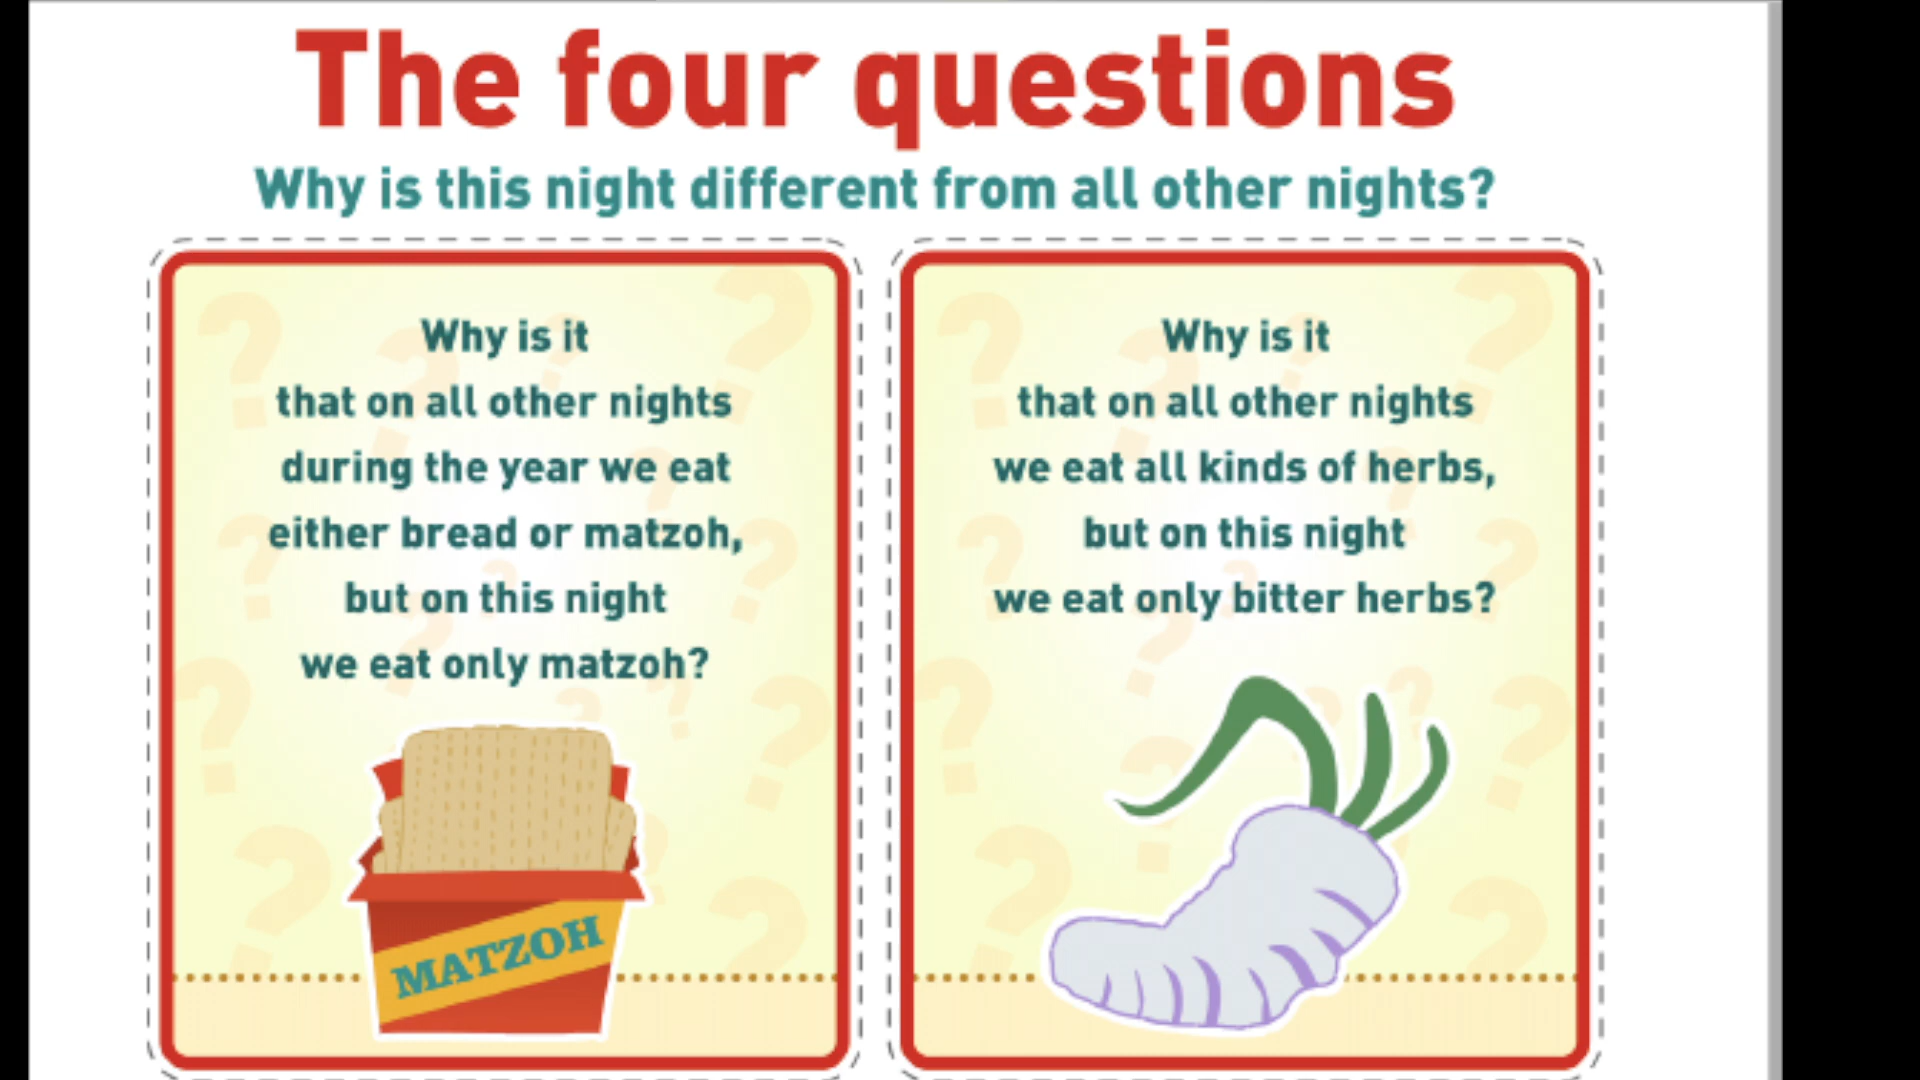 The four questions
Why is this night different from all other nights?
Why is it
that on all other nights
during the year we eat
either bread or matzoh,
but on this night
we eat only matzoh?
MATZOH
Why is it
that on all other nights
we eat all kinds of herbs,
but on this night
we eat only bitter herbs?